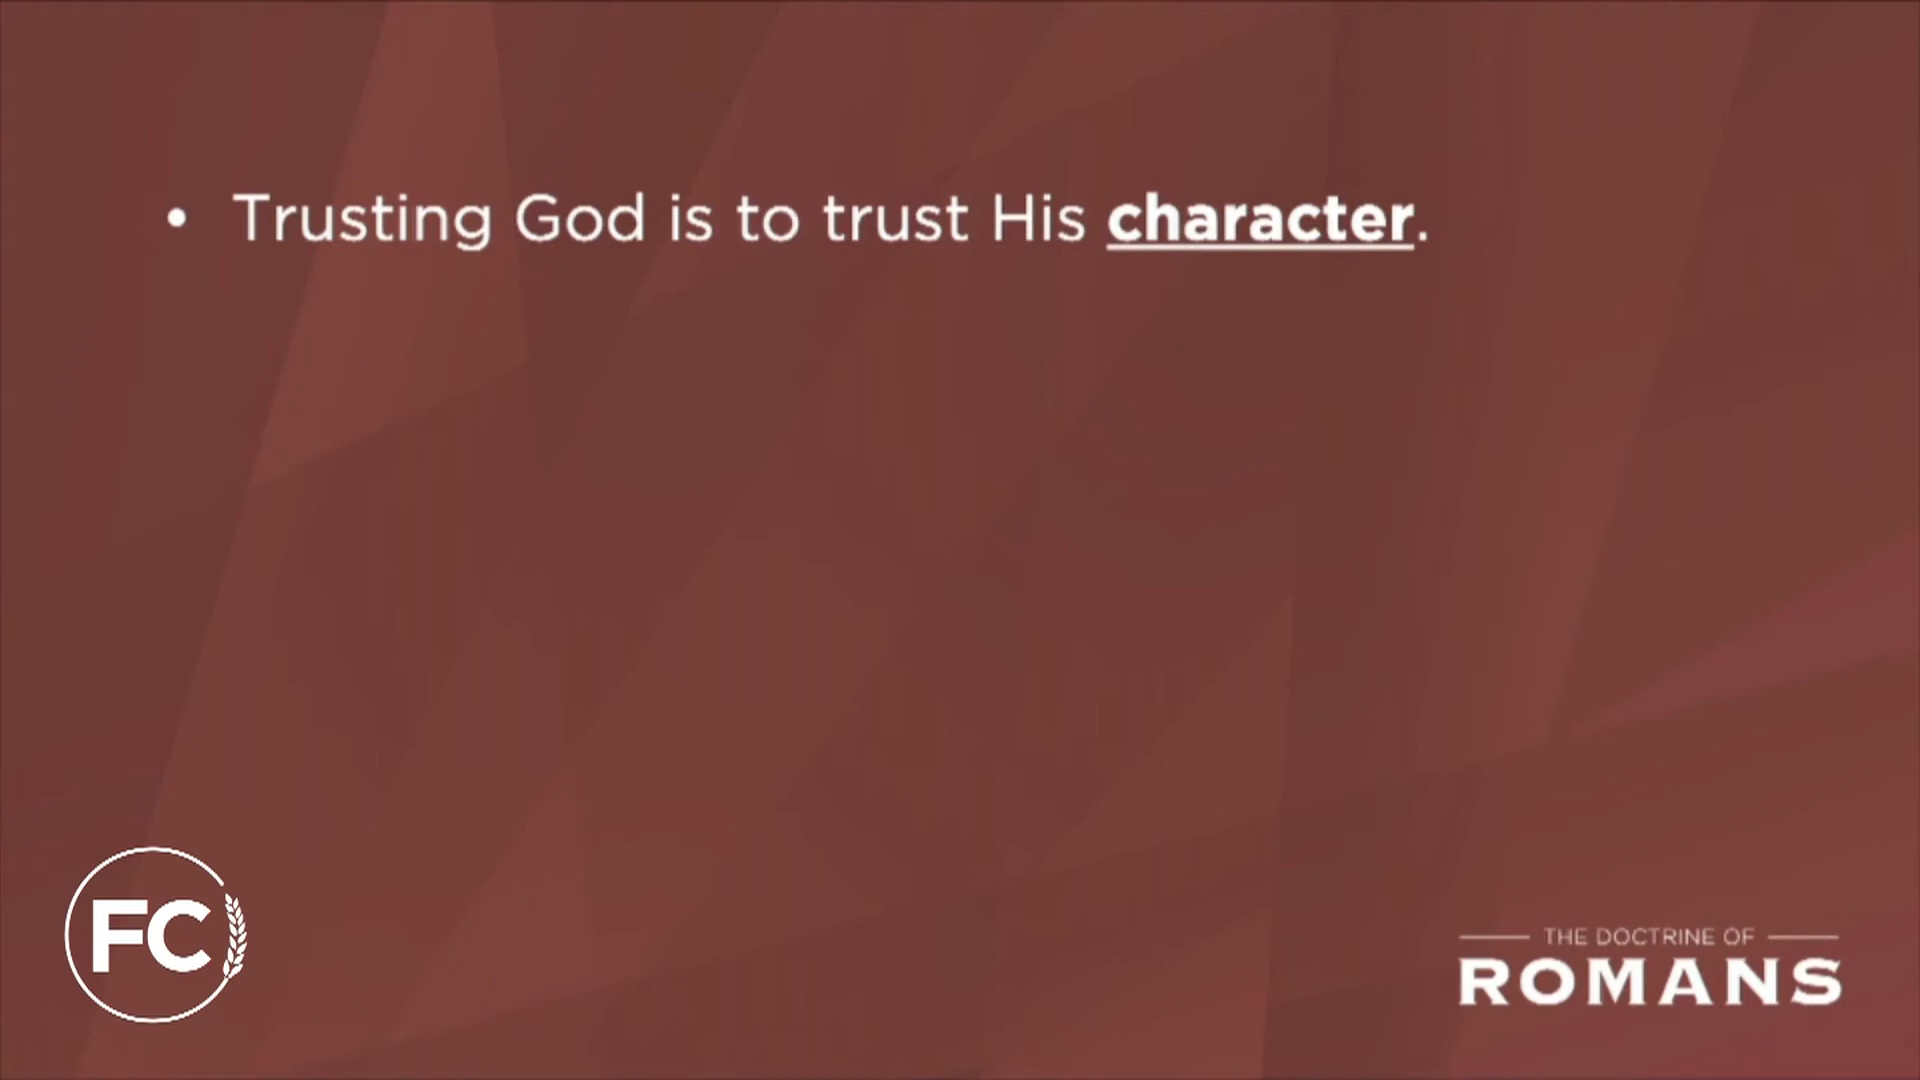 • Trusting God is to trust His character.
FC
THE DOCTRINE OF
ROMANS